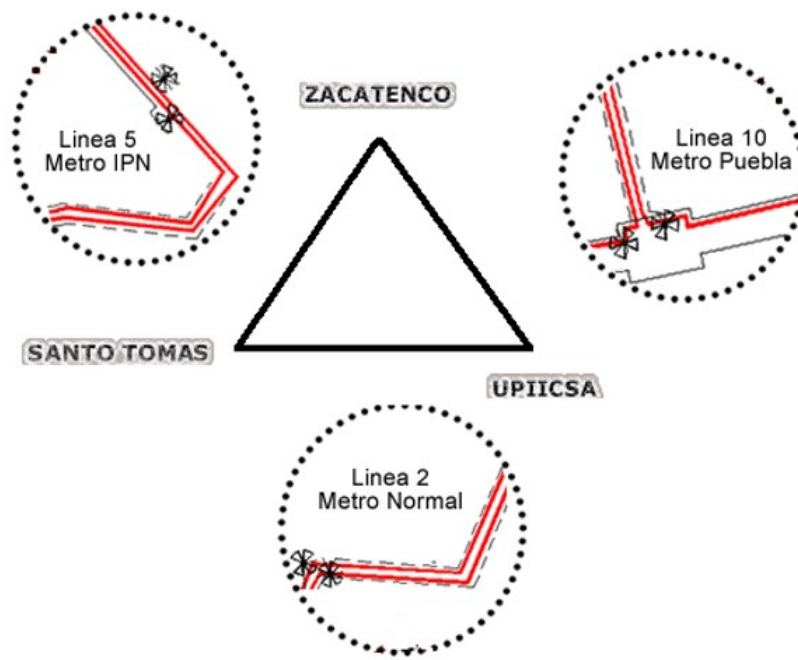 ZACATENCO
Linea 5
Metro IPN
Linea 10
Metro Puebla
SANTO TOMAS
UPIICSA
Linea 2
Metro Normal